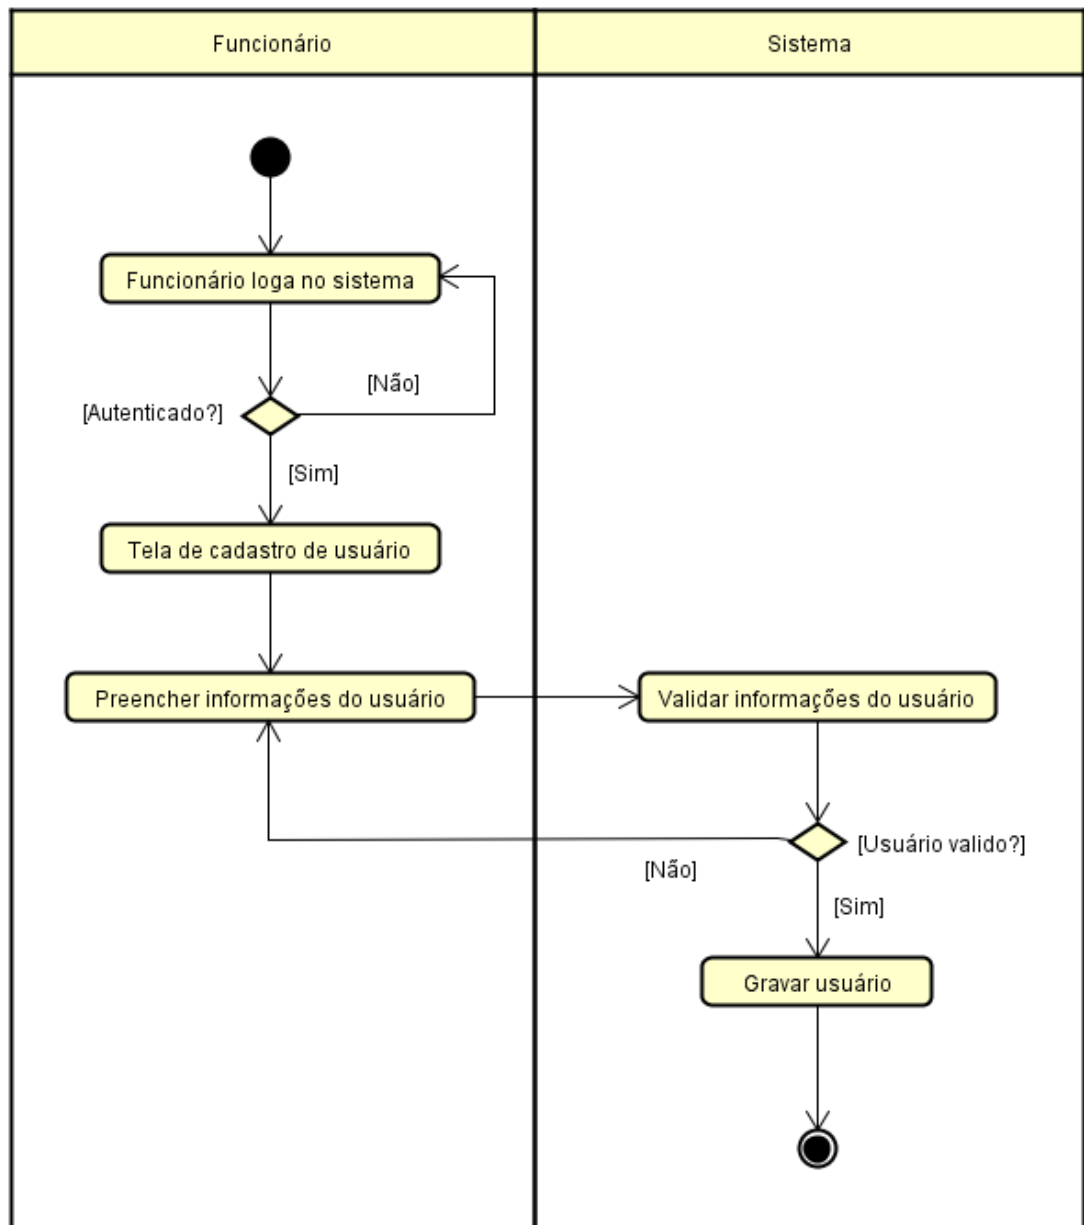 Funcionário
Sistema
Funcionário loga no sistema
[Não]
[Autenticado?]
[Sim]
Tela de cadastro de usuário
Preencher informações do usuário
Validar informações do usuário
[Usuário valido?]
[Não]
[Sim]
Gravar usuário